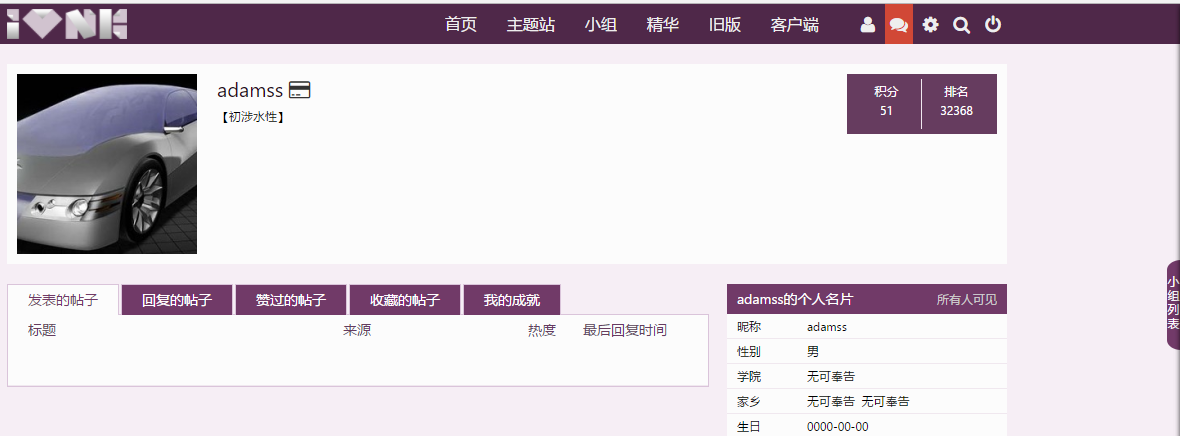 iONK
首页 主题站 小组 精华 旧版 客户端
adamss
【初涉水性】
积分 排名
51 32368
发表的帖子 回复的帖子 赞过的帖子 收藏的帖子 我的成就
标题 来源 热度 最后回复时间
adamss的个人名片 所有人可见
昵称 adamss
性别 男
学院 无可奉告
家乡 无可奉告 无可奉告
生日 0000-00-00
小组列表